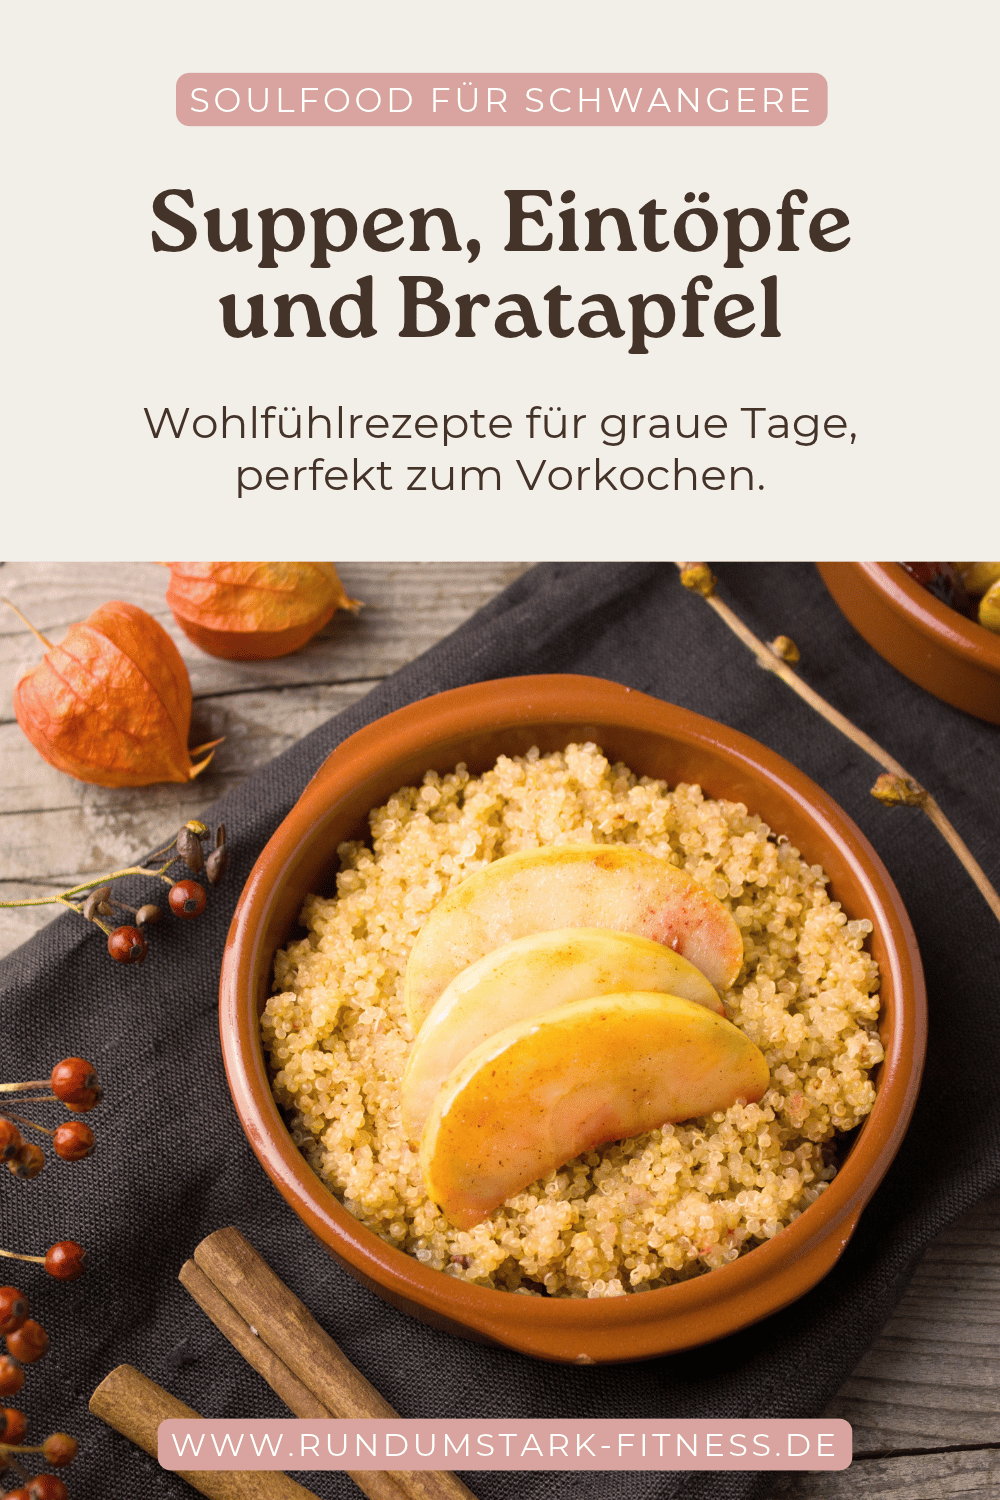 SOULFOOD FÜR SCHWANGERE
Suppen, Eintöpfe
und Bratapfel
Wohlfühlrezepte für graue Tage,
perfekt zum Vorkochen.
WWW.RUNDUMSTARK-FITNESS.DE